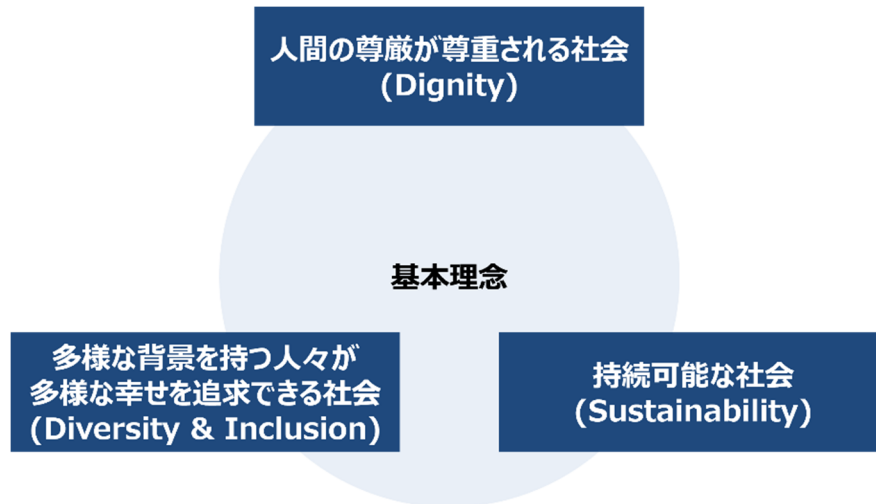 人間の尊厳が尊重される社会
(Dignity)
基本理念
多様な背景を持つ人々が
多様な幸せを追求できる社会
(Diversity & Inclusion)
持続可能な社会
(Sustainability)